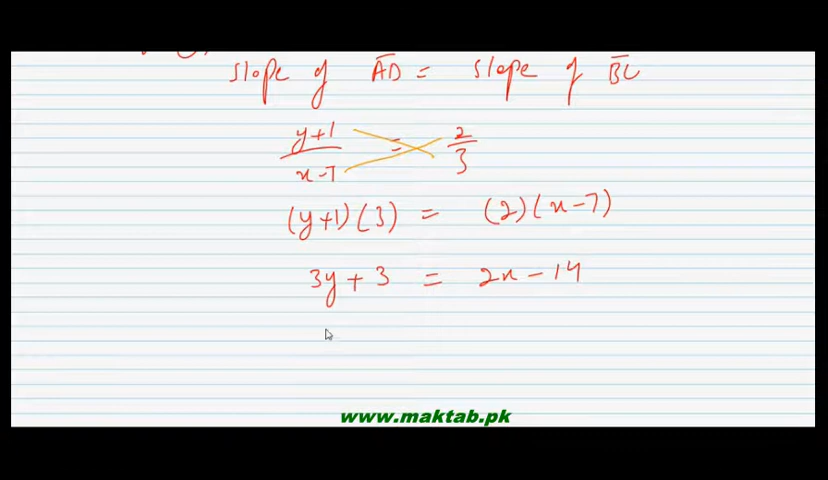 slope of AD = slope of BC
y+1 / x-7 = 2 / 3
(y+1)(3) = (2)(x-7)
3y+3 = 2x-14
www.maktab.pk